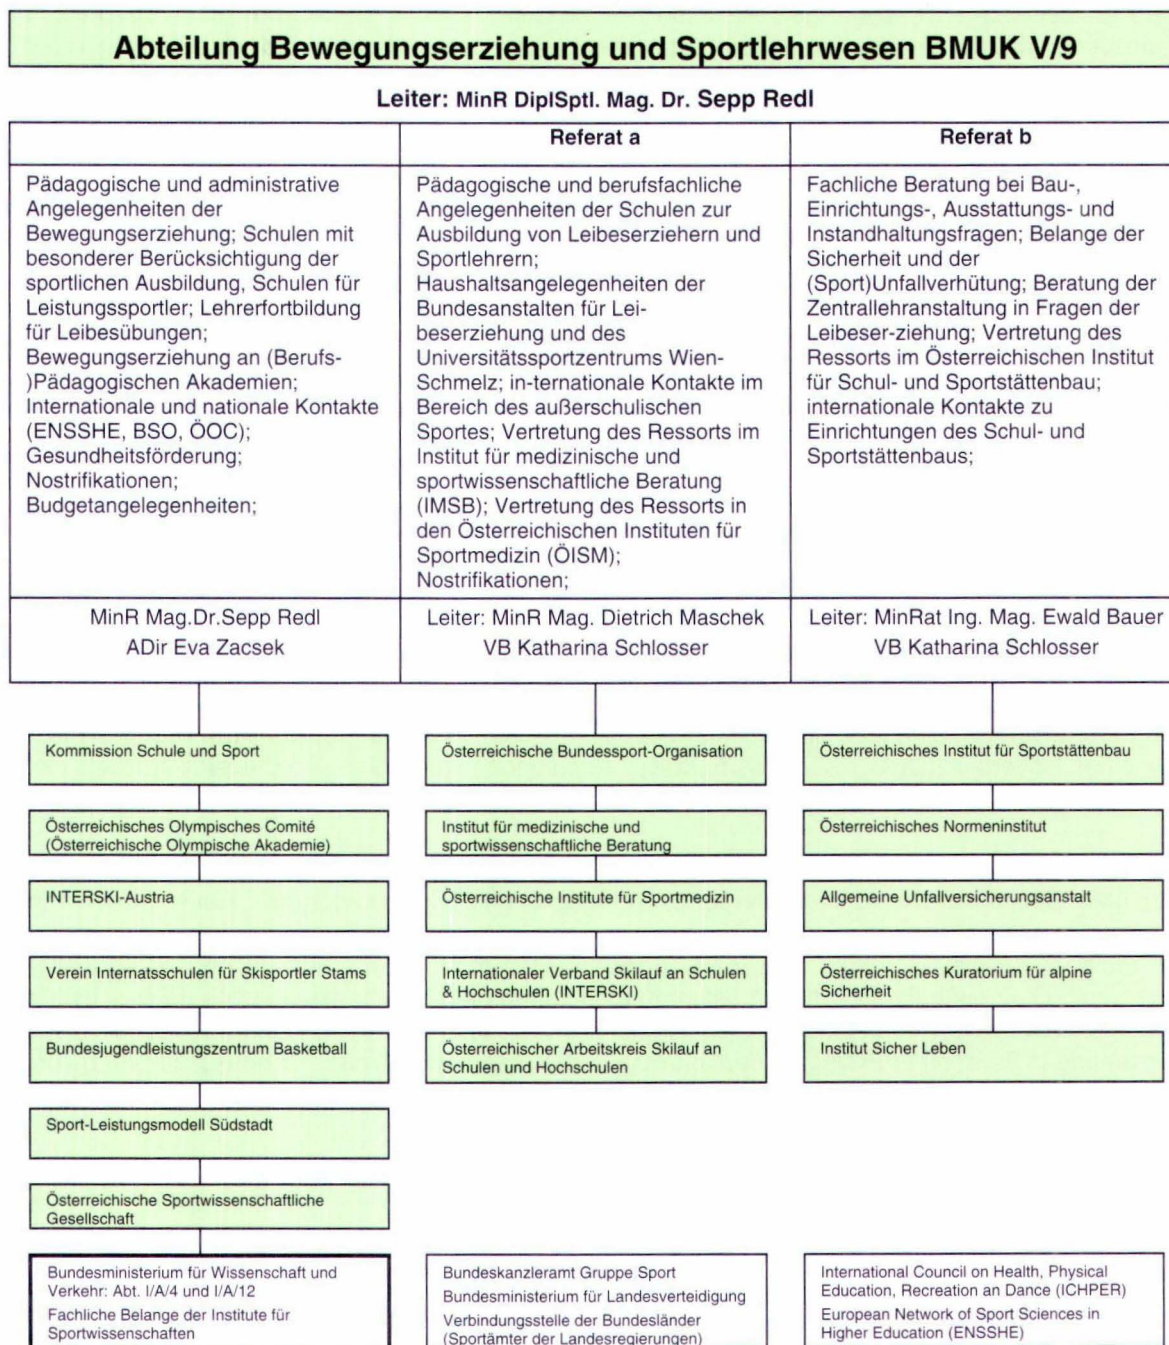 Abteilung Bewegungserziehung und Sportlehrwesen BMUK V/9
Leiter: MinR DiplSptl. Mag. Dr. Sepp Redl
Referat a
Referat b
Pädagogische und administrative
Angelegenheiten der
Bewegungserziehung; Schulen mit
besonderer Berücksichtigung der
sportlichen Ausbildung, Schulen für
Leistungssportler; Lehrerfortbildung
für Leibesübungen;
Bewegungserziehung an (Berufs-
)Pädagogischen Akademien;
Internationale und nationale Kontakte
(ENSSHE, BSO, ÖOC);
Gesundheitsförderung;
Nostrifikationen;
Budgetangelegenheiten;
Pädagogische und berufsfachliche
Angelegenheiten der Schulen zur
Ausbildung von Leibeserziehern und
Sportlehrern;
Haushaltsangelegenheiten der
Bundesanstalten für Lei-
beserziehung und des
Universitätssportzentrums Wien-
Schmelz; in-ternationale Kontakte im
Bereich des außerschulischen
Sportes; Vertretung des Ressorts im
Institut für medizinische und
sportwissenschaftliche Beratung
(IMSB); Vertretung des Ressorts in
den Österreichischen Instituten für
Sportmedizin (ÖISM);
Nostrifikationen;
Fachliche Beratung bei Bau-,
Einrichtungs-, Ausstattungs- und
Instandhaltungsfragen; Belange der
Sicherheit und der
(Sport)Unfallverhütung; Beratung der
Zentrallehranstaltung in Fragen der
Leibeser-ziehung; Vertretung des
Ressorts im Österreichischen Institut
für Schul- und Sportstättenbau;
internationale Kontakte zu
Einrichtungen des Schul- und
Sportstättenbaus;
MinR Mag.Dr.Sepp Redl
ADir Eva Zacsek
Leiter: MinR Mag. Dietrich Maschek
VB Katharina Schlosser
Leiter: MinRat Ing. Mag. Ewald Bauer
VB Katharina Schlosser
Kommission Schule und Sport
Österreichisches Olympisches Comité
(Österreichische Olympische Akademie)
INTERSKI-Austria
Verein Internatsschulen für Skisportler Stams
Bundesjugendleistungszentrum Basketball
Sport-Leistungsmodell Südstadt
Österreichische Sportwissenschaftliche
Gesellschaft
Bundesministerium für Wissenschaft und
Verkehr: Abt. I/A/4 und I/A/12
Fachliche Belange der Institute für
Sportwissenschaften
Österreichische Bundessport-Organisation
Institut für medizinische und
sportwissenschaftliche Beratung
Österreichische Institute für Sportmedizin
Internationaler Verband Skilauf an Schulen
& Hochschulen (INTERSKI)
Österreichischer Arbeitskreis Skilauf an
Schulen und Hochschulen
Bundeskanzleramt Gruppe Sport
Bundesministerium für Landesverteidigung
Verbindungsstelle der Bundesländer
(Sportämter der Landesregierungen)
Österreichisches Institut für Sportstättenbau
Österreichisches Normeninstitut
Allgemeine Unfallversicherungsanstalt
Österreichisches Kuratorium für alpine
Sicherheit
Institut Sicher Leben
International Council on Health, Physical
Education, Recreation an Dance (ICHPER)
European Network of Sport Sciences in
Higher Education (ENSSHE)